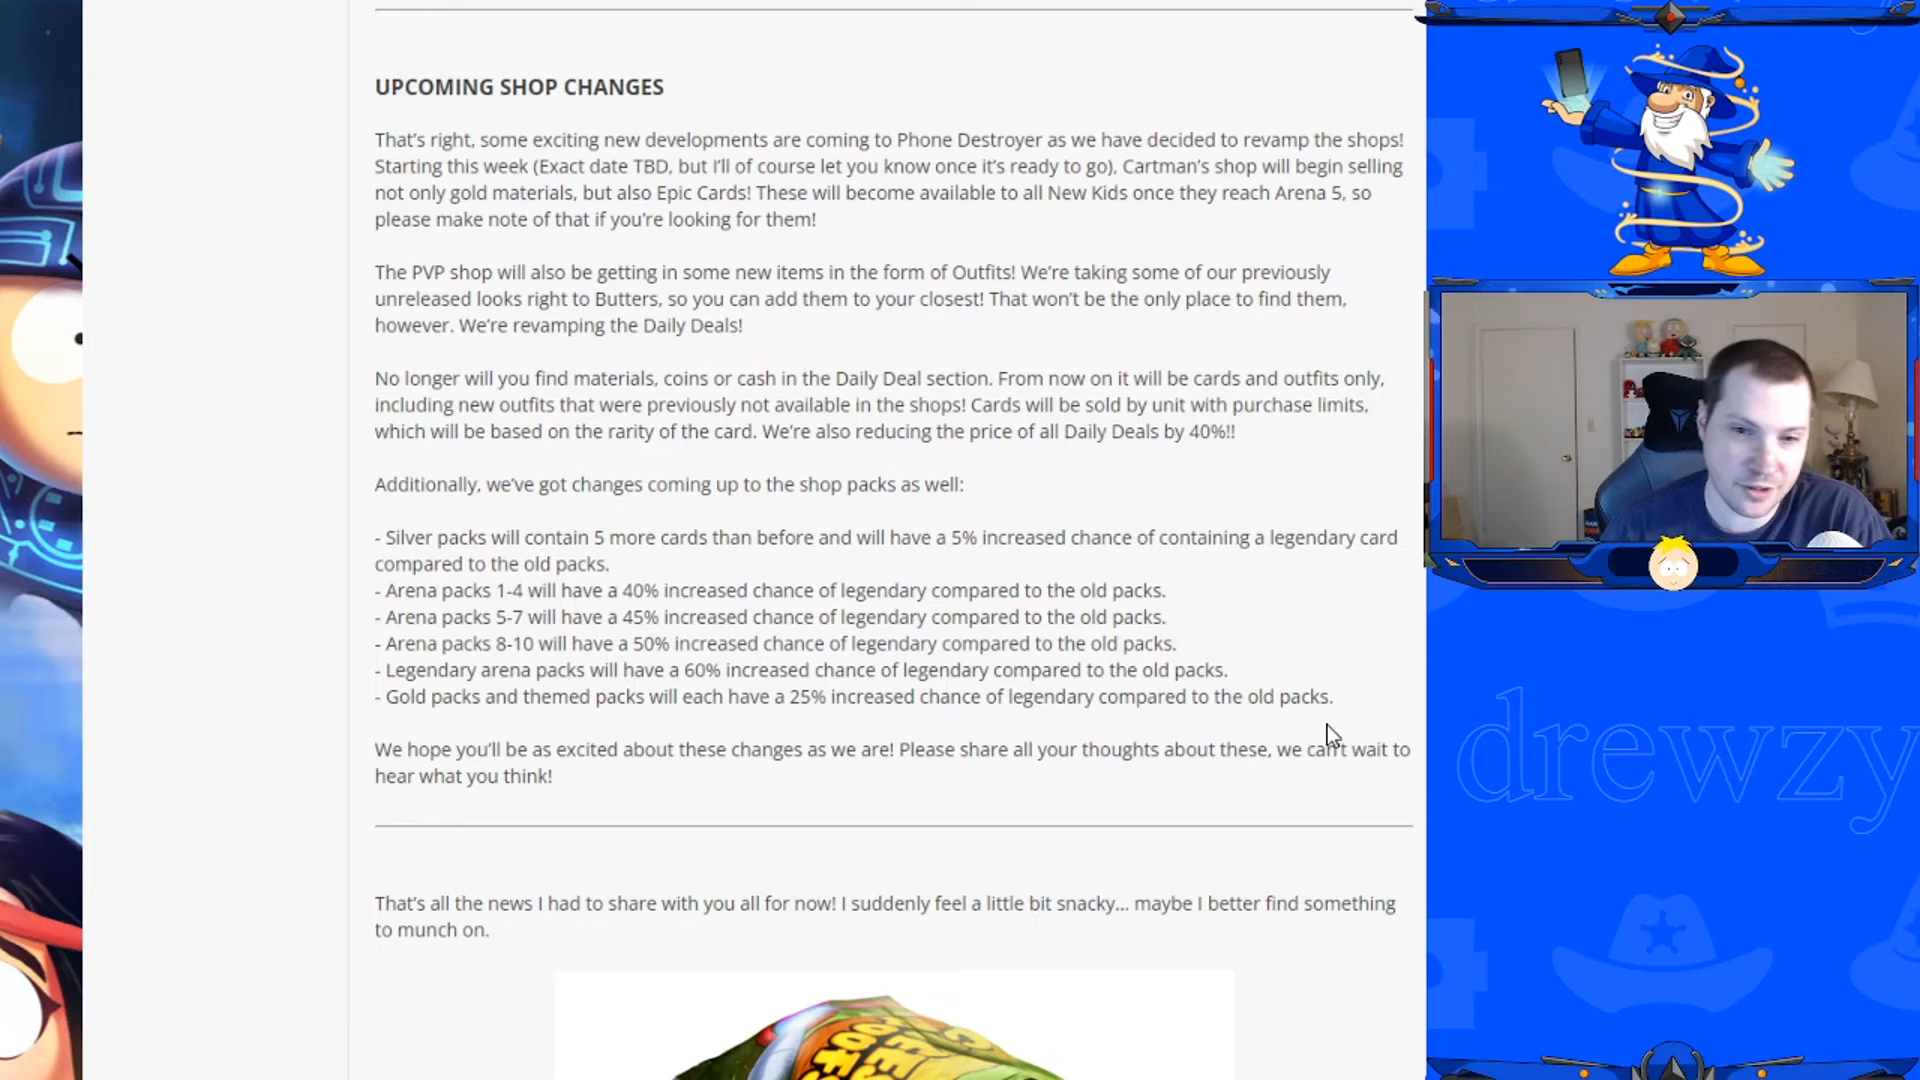 UPCOMING SHOP CHANGES
That's right, some exciting new developments are coming to Phone Destroyer as we have decided to revamp the shops!
Starting this week (Exact date TBD, but I'll of course let you know once it's ready to go), Cartman's shop will begin selling
not only gold materials, but also Epic Cards! These will become available to all New Kids once they reach Arena 5, so
please make note of that if you're looking for them!
The PVP shop will also be getting in some new items in the form of Outfits! We're taking some of our previously
unreleased looks right to Butters, so you can add them to your closest! That won't be the only place to find them,
however. We're revamping the Daily Deals!
No longer will you find materials, coins or cash in the Daily Deal section. From now on it will be cards and outfits only,
including new outfits that were previously not available in the shops! Cards will be sold by unit with purchase limits,
which will be based on the rarity of the card. We're also reducing the price of all Daily Deals by 40%!!
Additionally, we've got changes coming up to the shop packs as well:
- Silver packs will contain 5 more cards than before and will have a 5% increased chance of containing a legendary card
compared to the old packs.
- Arena packs 1-4 will have a 40% increased chance of legendary compared to the old packs.
- Arena packs 5-7 will have a 45% increased chance of legendary compared to the old packs.
- Arena packs 8-10 will have a 50% increased chance of legendary compared to the old packs.
- Legendary arena packs will have a 60% increased chance of legendary compared to the old packs.
- Gold packs and themed packs will each have a 25% increased chance of legendary compared to the old packs.
We hope you'll be as excited about these changes as we are! Please share all your thoughts about these, we can't wait to
hear what you think!
That's all the news I had to share with you all for now! I suddenly feel a little bit snacky... maybe I better find something
to munch on.
drewzy